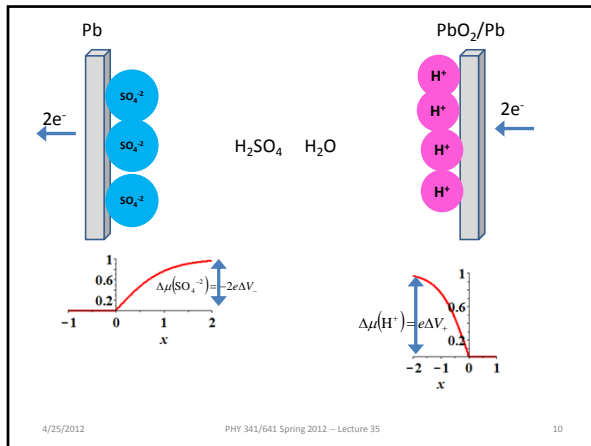 Pb
PbO₂/Pb
2e⁻
SO₄⁻²
SO₄⁻²
SO₄⁻²
H₂SO₄ H₂O
H⁺
H⁺
H⁺
H⁺
2e⁻
1
0.6
0.2
-1 0 1 2
x
Δμ(SO₄⁻²)=-2eΔV₋
1
0.6
0.2
-2 -1 0 1
x
Δμ(H⁺)=eΔV₊
4/25/2012 PHY 341/641 Spring 2012 -- Lecture 35 10